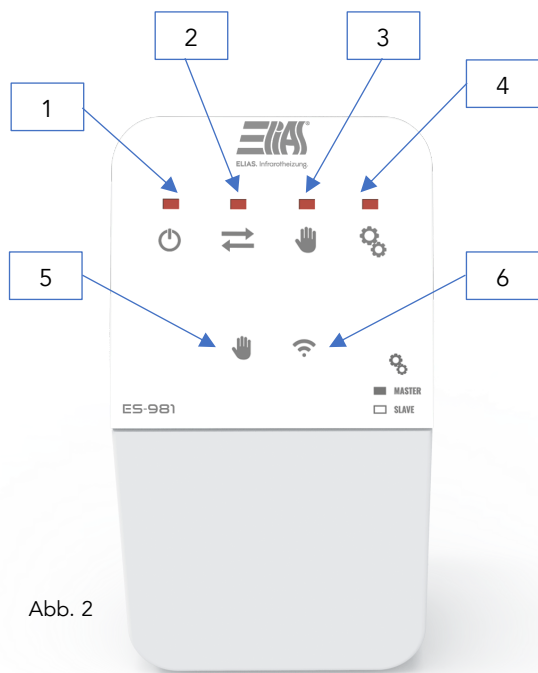 2
3
1
4
ELIAS®
ELIAS. Infrarotheizung
5
6
MASTER
ES-981
SLAVE
Abb. 2